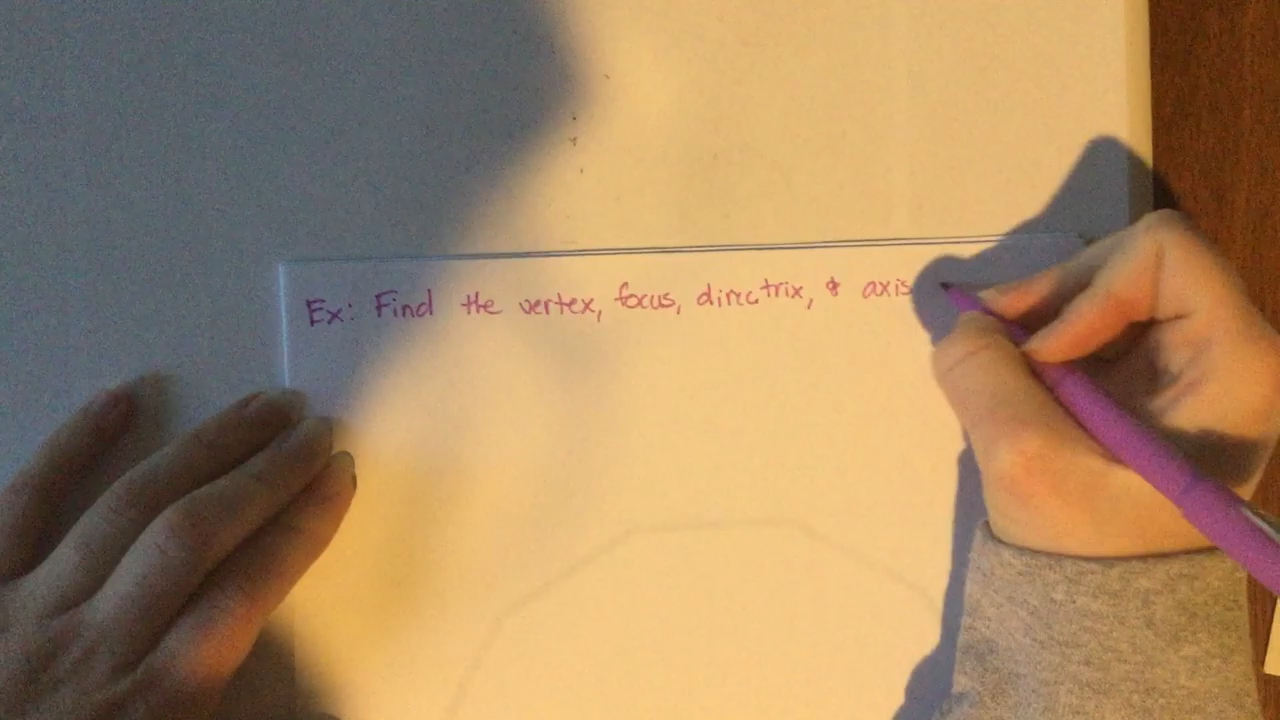 Ex: Find the vertex, focus, directrix, & axis